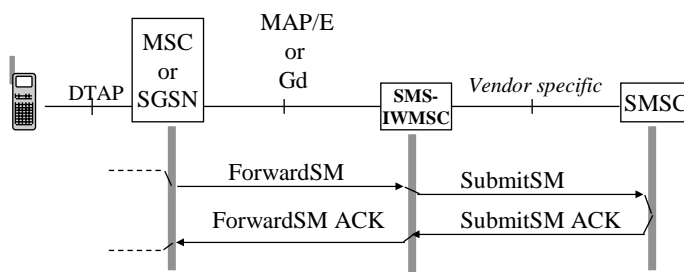 MSC
or
SGSN
MAP/E
or
Gd
DTAP
SMS-
IWMSC
Vendor specific
SMSC
ForwardSM
SubmitSM
ForwardSM ACK
SubmitSM ACK